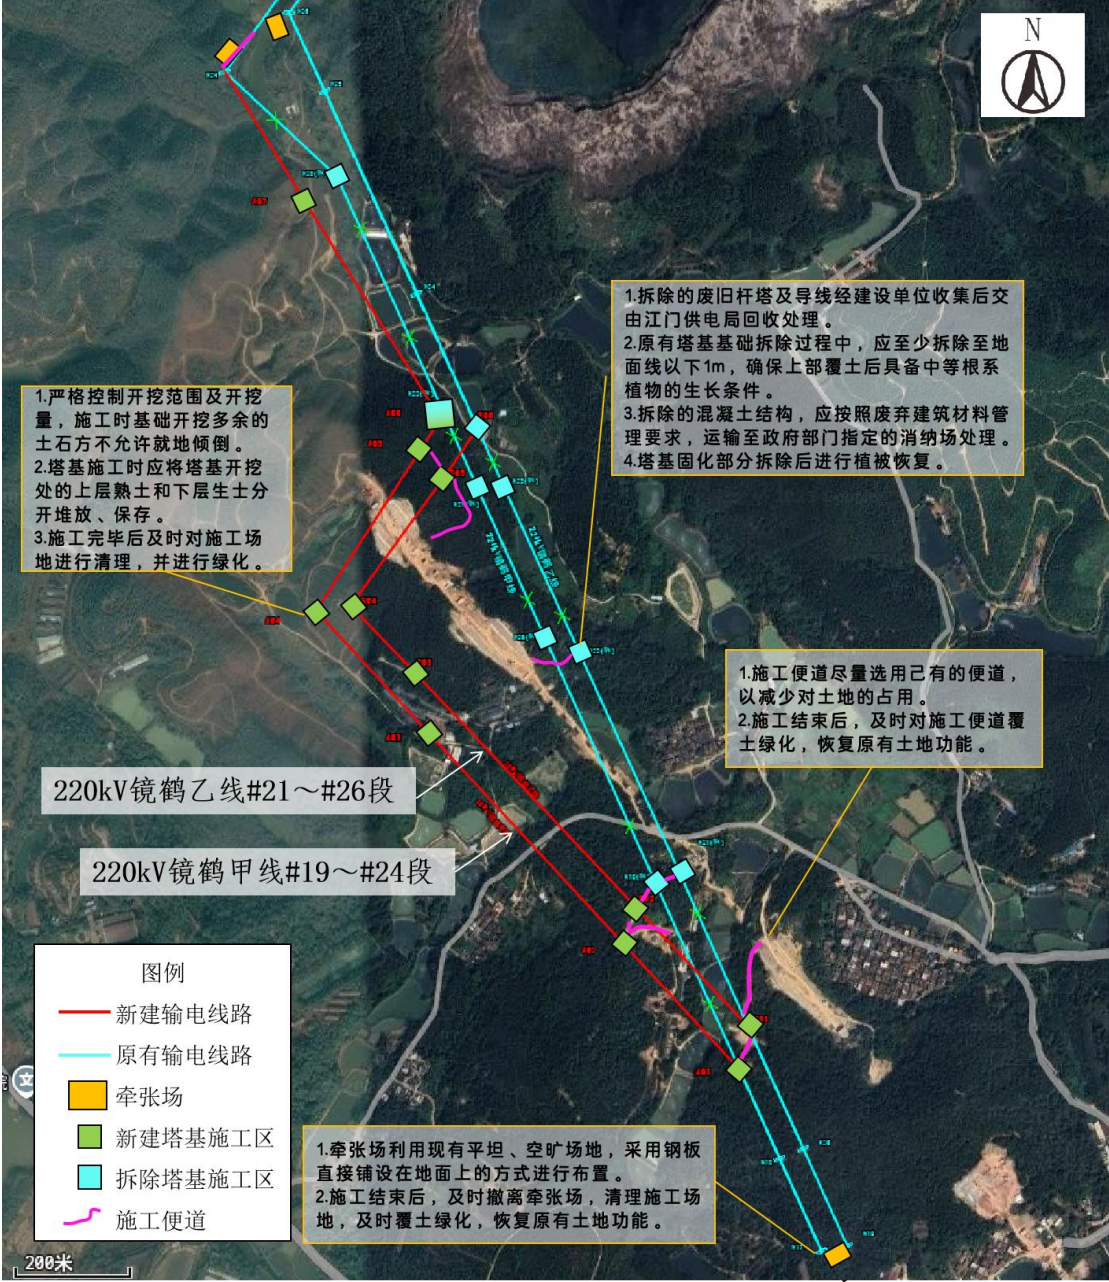 N
1.拆除的废旧杆塔及导线经建设单位收集后交
由江门供电局回收处理。
2.原有塔基基础拆除过程中，应至少拆除至地
面线以下1m，确保上部覆土后具备中等根系
植物的生长条件。
3.拆除的混凝土结构，应按照废弃建筑材料管
理要求，运输至政府部门指定的消纳场处理。
4.塔基固化部分拆除后进行植被恢复。
1.严格控制开挖范围及开挖
量，施工时基础开挖多余的
土石方不允许就地倾倒。
2.塔基施工时应将塔基开挖
处的上层熟土和下层生土分
开堆放、保存。
3.施工完毕后及时对施工场
地进行清理，并进行绿化。
1.施工便道尽量选用己有的便道，
以减少对土地的占用。
2.施工结束后，及时对施工便道覆
土绿化，恢复原有土地功能。
220kV镜鹤乙线#21～#26段
220kV镜鹤甲线#19～#24段
图例
新建输电线路
原有输电线路
牵张场
新建塔基施工区
拆除塔基施工区
施工便道
文
1.牵张场利用现有平坦、空旷场地，采用钢板
直接铺设在地面上的方式进行布置。
2.施工结束后，及时撤离牵张场，清理施工场
地，及时覆土绿化，恢复原有土地功能。
200米